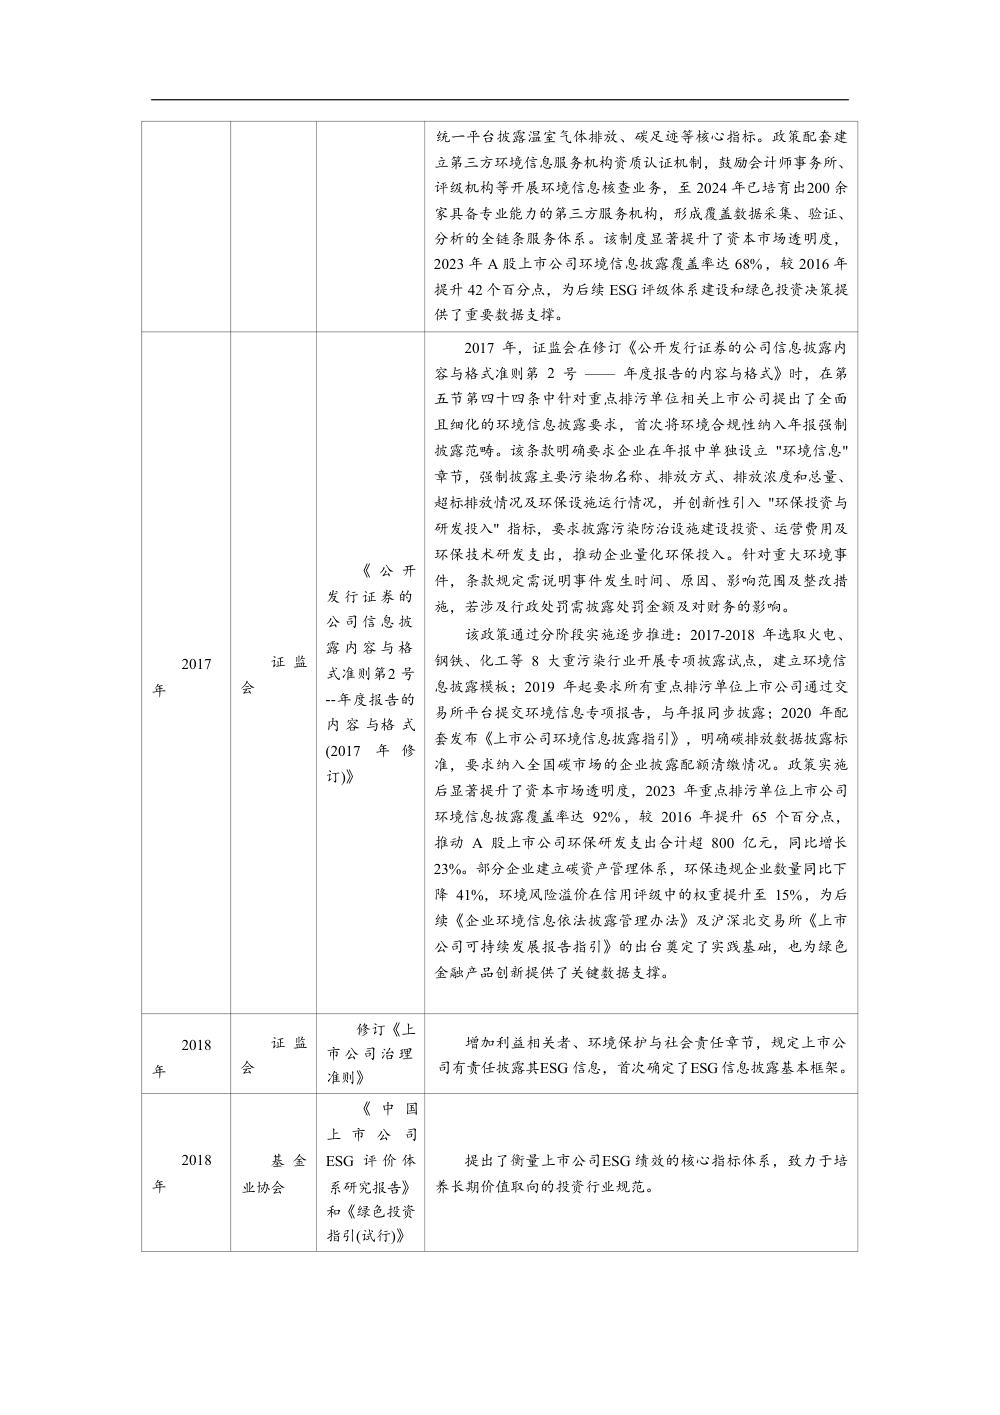 统一平台披露温室气体排放、碳足迹等核心指标。政策配套建
立第三方环境信息服务机构资质认证机制，鼓励会计师事务所、
评级机构等开展环境信息核查业务，至 2024 年已培育出200 余
家具备专业能力的第三方服务机构，形成覆盖数据采集、验证、
分析的全链条服务体系。该制度显著提升了资本市场透明度，
2023 年 A 股上市公司环境信息披露覆盖率达 68%，较 2016 年
提升 42 个百分点，为后续 ESG 评级体系建设和绿色投资决策提
供了重要数据支撑。
2017
年
证 监
会
《 公 开
发行证券的
公司信息披
露内容与格
式准则第2 号
--年度报告的
内容与格式
(2017 年 修
订)》
2017 年，证监会在修订《公开发行证券的公司信息披露内
容与格式准则第 2 号 —— 年度报告的内容与格式》时，在第
五节第四十四条中针对重点排污单位相关上市公司提出了全面
且细化的环境信息披露要求，首次将环境合规性纳入年报强制
披露范畴。该条款明确要求企业在年报中单独设立 "环境信息"
章节，强制披露主要污染物名称、排放方式、排放浓度和总量、
超标排放情况及环保设施运行情况，并创新性引入 "环保投资与
研发投入" 指标，要求披露污染防治设施建设投资、运营费用及
环保技术研发支出，推动企业量化环保投入。针对重大环境事
件，条款规定需说明事件发生时间、原因、影响范围及整改措
施，若涉及行政处罚需披露处罚金额及对财务的影响。
该政策通过分阶段实施逐步推进：2017-2018 年选取火电、
钢铁、化工等 8 大重污染行业开展专项披露试点，建立环境信
息披露模板；2019 年起要求所有重点排污单位上市公司通过交
易所平台提交环境信息专项报告，与年报同步披露；2020 年配
套发布《上市公司环境信息披露指引》，明确碳排放数据披露标
准，要求纳入全国碳市场的企业披露配额清缴情况。政策实施
后显著提升了资本市场透明度，2023 年重点排污单位上市公司
环境信息披露覆盖率达 92%，较 2016 年提升 65 个百分点，
推动 A 股上市公司环保研发支出合计超 800 亿元，同比增长
23%。部分企业建立碳资产管理体系，环保违规企业数量同比下
降 41%，环境风险溢价在信用评级中的权重提升至 15%，为后
续《企业环境信息依法披露管理办法》及沪深北交易所《上市
公司可持续发展报告指引》的出台奠定了实践基础，也为绿色
金融产品创新提供了关键数据支撑。
2018
年
证 监
会
修订《上
市公司治理
准则》
增加利益相关者、环境保护与社会责任章节，规定上市公
司有责任披露其ESG 信息，首次确定了ESG信息披露基本框架。
2018
年
基 金
业协会
《 中 国
上 市 公 司
ESG 评价体
系研究报告》
和《绿色投资
指引(试行)》
提出了衡量上市公司ESG 绩效的核心指标体系，致力于培
养长期价值取向的投资行业规范。